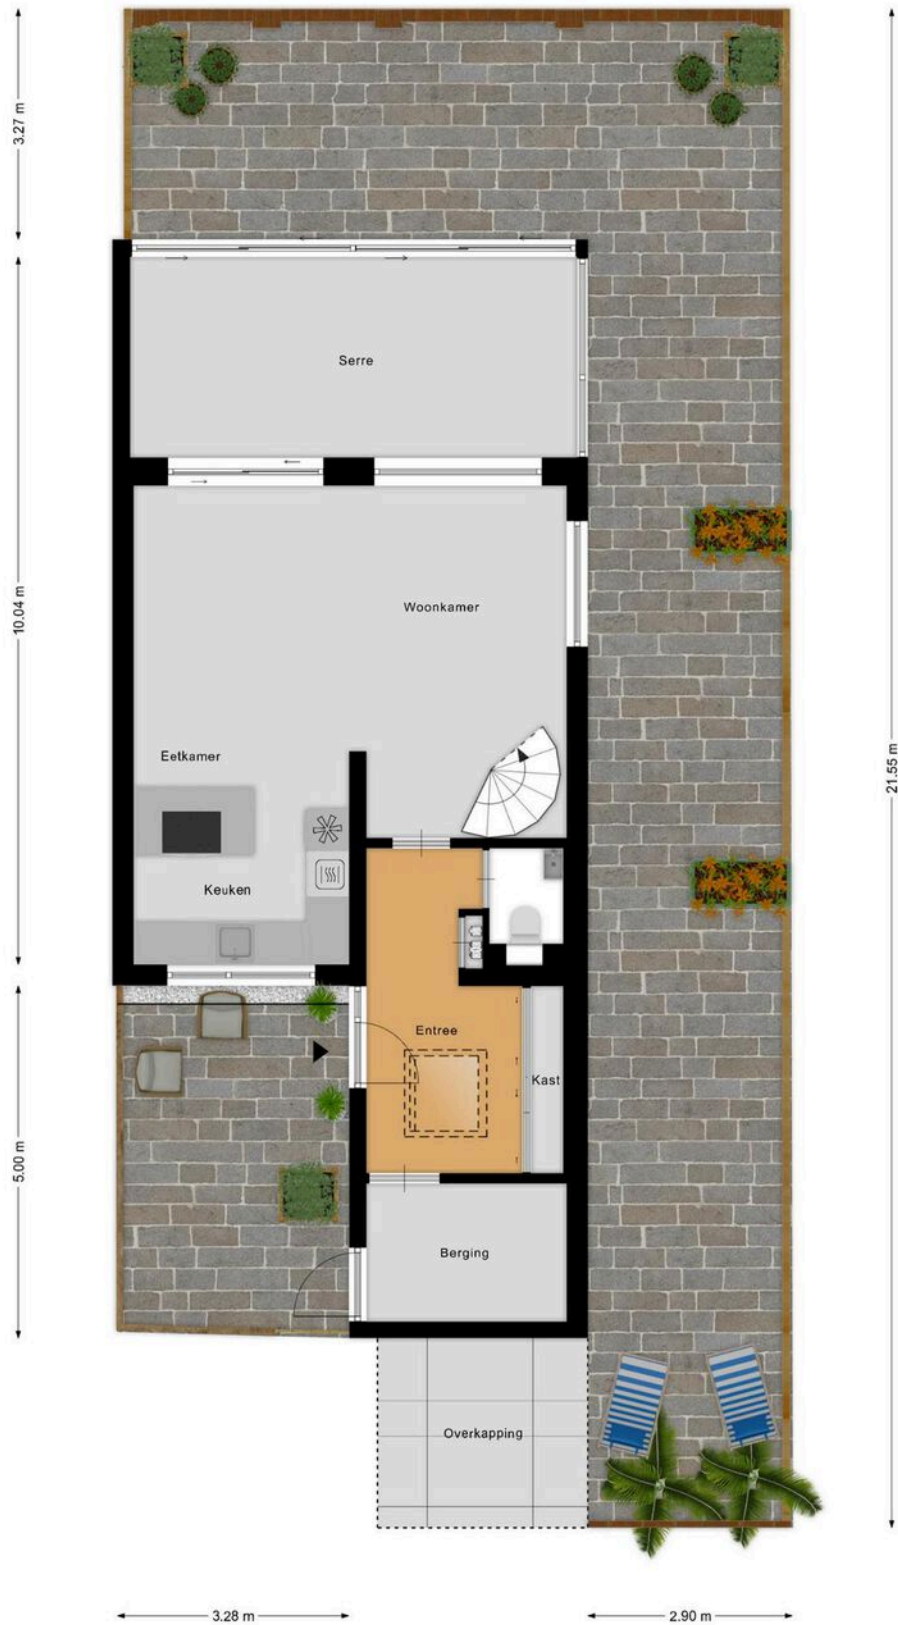 3.27 m
Serre
10.04 m
Woonkamer
Eetkamer
21.55 m
Keuken
Entree
Kast
5.00 m
Berging
Overkapping
3.28 m
2.90 m